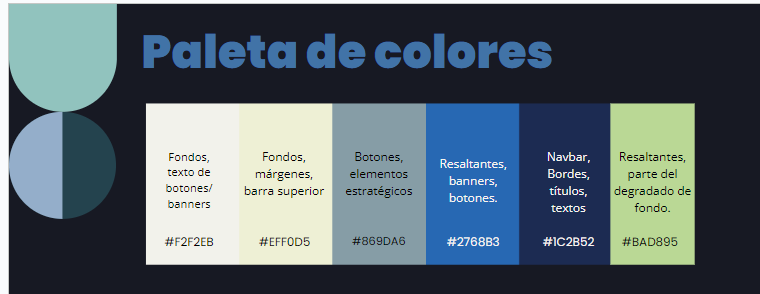 Paleta de colores
Fondos,
texto de
botones/
banners
#F2F2EB
Fondos,
márgenes,
barra superior
#EFF0D5
Botones,
elementos
estratégicos
#869DA6
Resaltantes,
banners,
botones.
#2768B3
Navbar,
Bordes,
títulos,
textos
#1C2B52
Resaltantes,
parte del
degradado de
fondo.
#BAD895